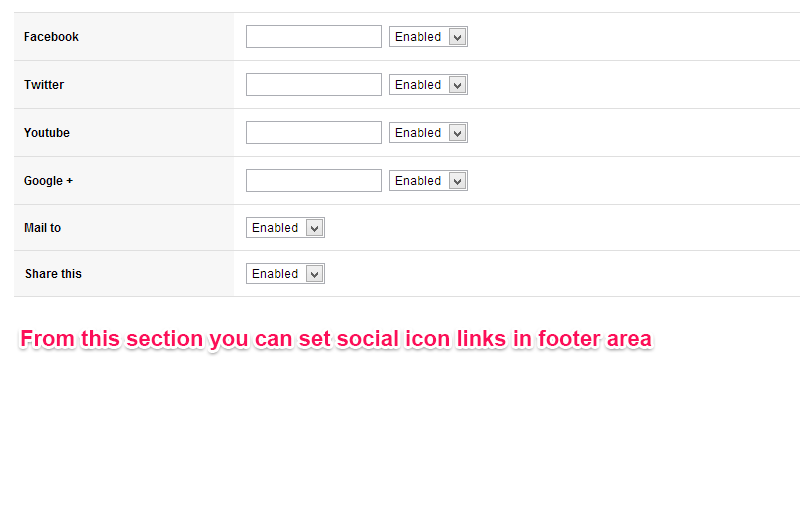 Facebook Enabled
Twitter Enabled
Youtube Enabled
Google + Enabled
Mail to Enabled
Share this Enabled
From this section you can set social icon links in footer area